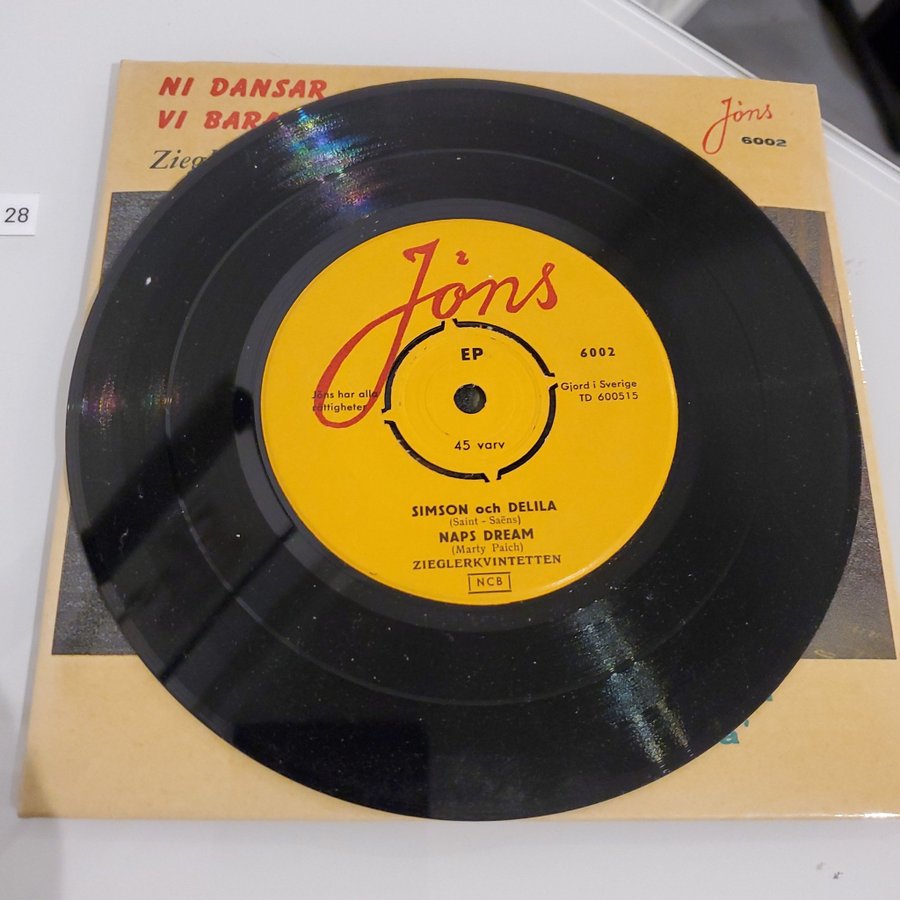 NI DANSAR
VI BARA
Jöns
6002
28
Jöns
EP
6002
Jöns har alla
rättigheter
Gjord i Sverige
TD 600515
45 varv
SIMSON och DELILA
(Saint - Saëns)
NAPS DREAM
(Marty Paich)
ZIEGLERKVINTETTEN
NCB